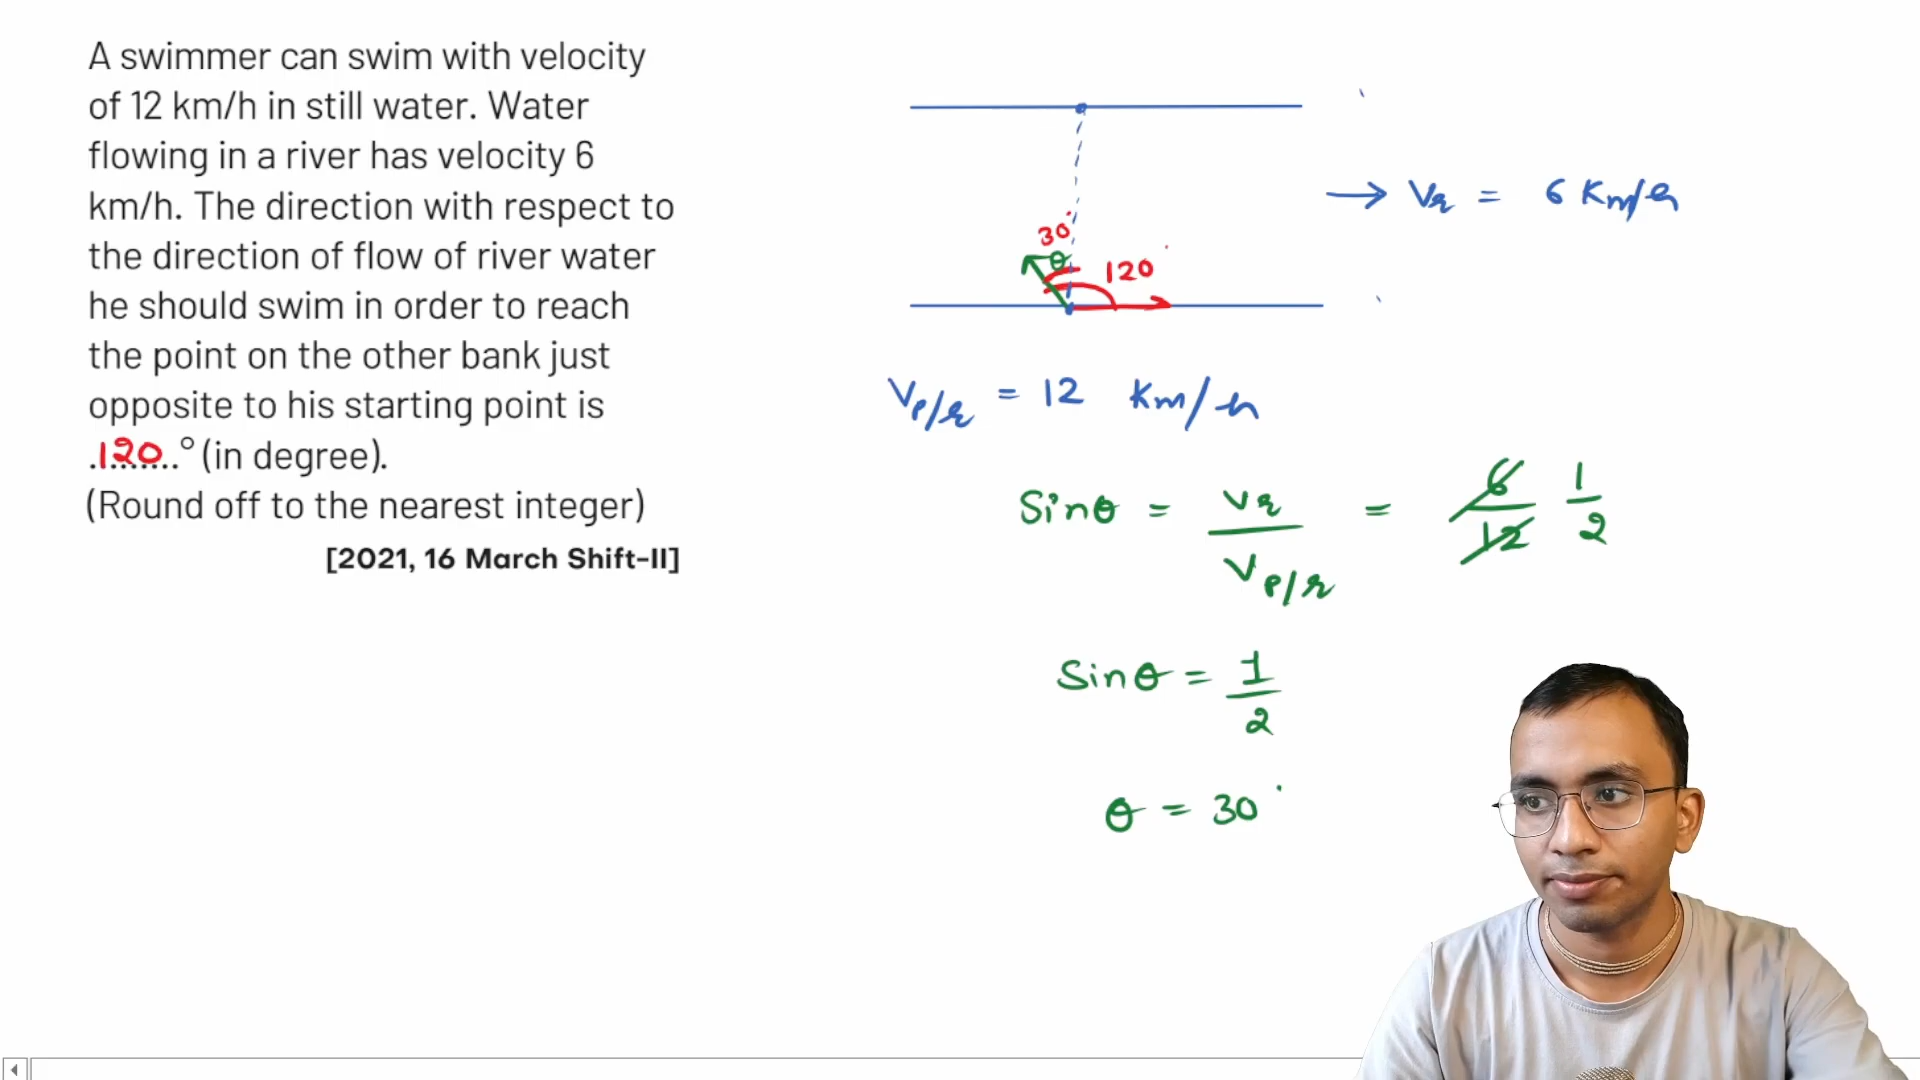 A swimmer can swim with velocity
of 12 km/h in still water. Water
flowing in a river has velocity 6
km/h. The direction with respect to
the direction of flow of river water
he should swim in order to reach
the point on the other bank just
opposite to his starting point is
.120...° (in degree).
(Round off to the nearest integer)
[2021, 16 March Shift-II]
→ Vr = 6 Km/h
30°
θ
120°
Vp/r = 12 Km/h
Sinθ = Vr / Vp/r = 6/12 1/2
Sinθ = 1/2
θ = 30°